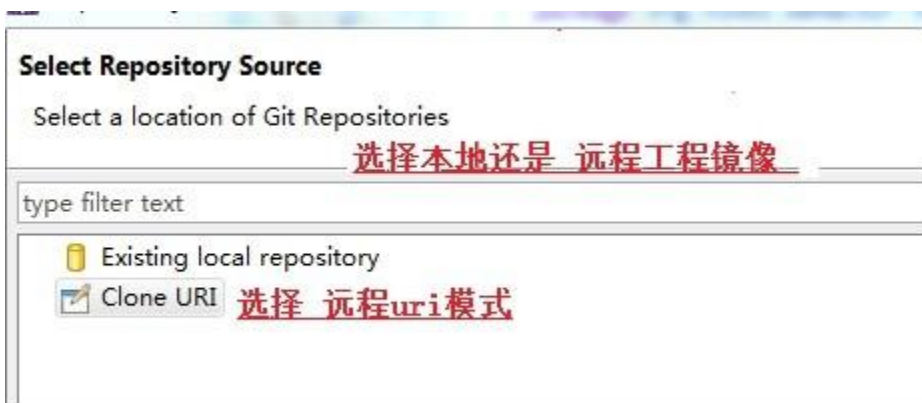 Select Repository Source
Select a location of Git Repositories
选择本地还是 远程工程镜像
type filter text
Existing local repository
Clone URI 选择 远程uri模式